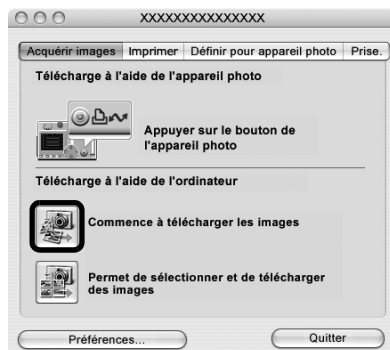 XXXXXXXXXXXXXXX
Acquérir images Imprimer Définir pour appareil photo Prise.
Télécharge à l'aide de l'appareil photo
Appuyer sur le bouton de
l'appareil photo
Télécharge à l'aide de l'ordinateur
Commence à télécharger les images
Permet de sélectionner et de télécharger
des images
Préférences... Quitter